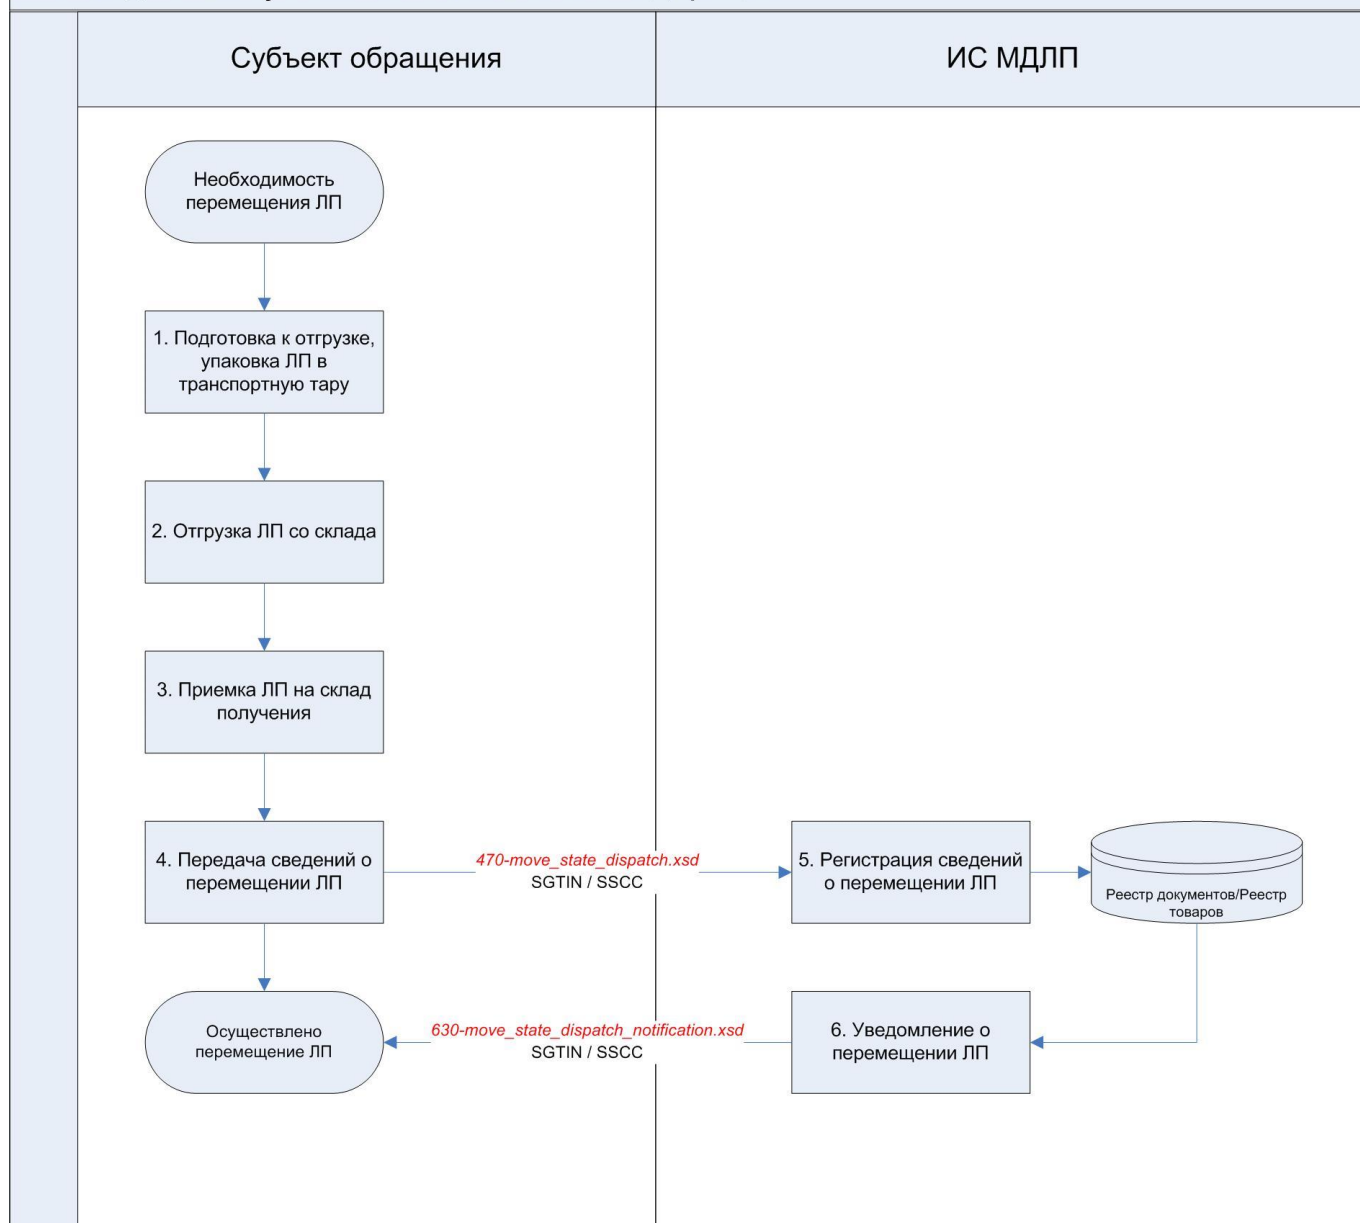 Субъект обращения
ИС МДЛП
Необходимость
перемещения ЛП
1. Подготовка к отгрузке,
упаковка ЛП в
транспортную тару
2. Отгрузка ЛП со склада
3. Приемка ЛП на склад
получения
4. Передача сведений о
перемещении ЛП
470-move_state_dispatch.xsd
SGTIN / SSCC
5. Регистрация сведений
о перемещении ЛП
Реестр документов/Реестр
товаров
Осуществлено
перемещение ЛП
630-move_state_dispatch_notification.xsd
SGTIN / SSCC
6. Уведомление о
перемещении ЛП